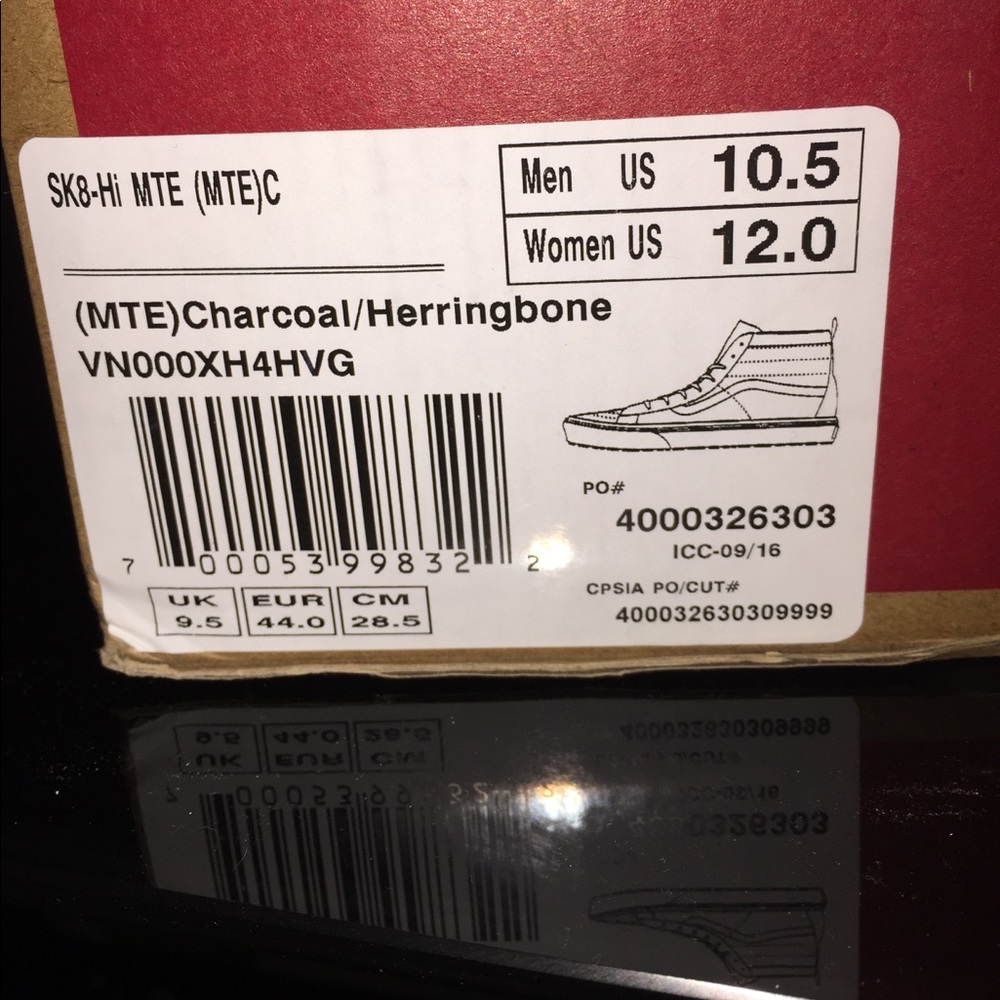 SK8-Hi MTE (MTE)C
Men US 10.5
Women US 12.0
(MTE)Charcoal/Herringbone
VN000XH4HVG
7 00053 99832 2
PO#
4000326303
ICC-09/16
CPSIA PO/CUT#
400032630309999
UK EUR CM
9.5 44.0 28.5